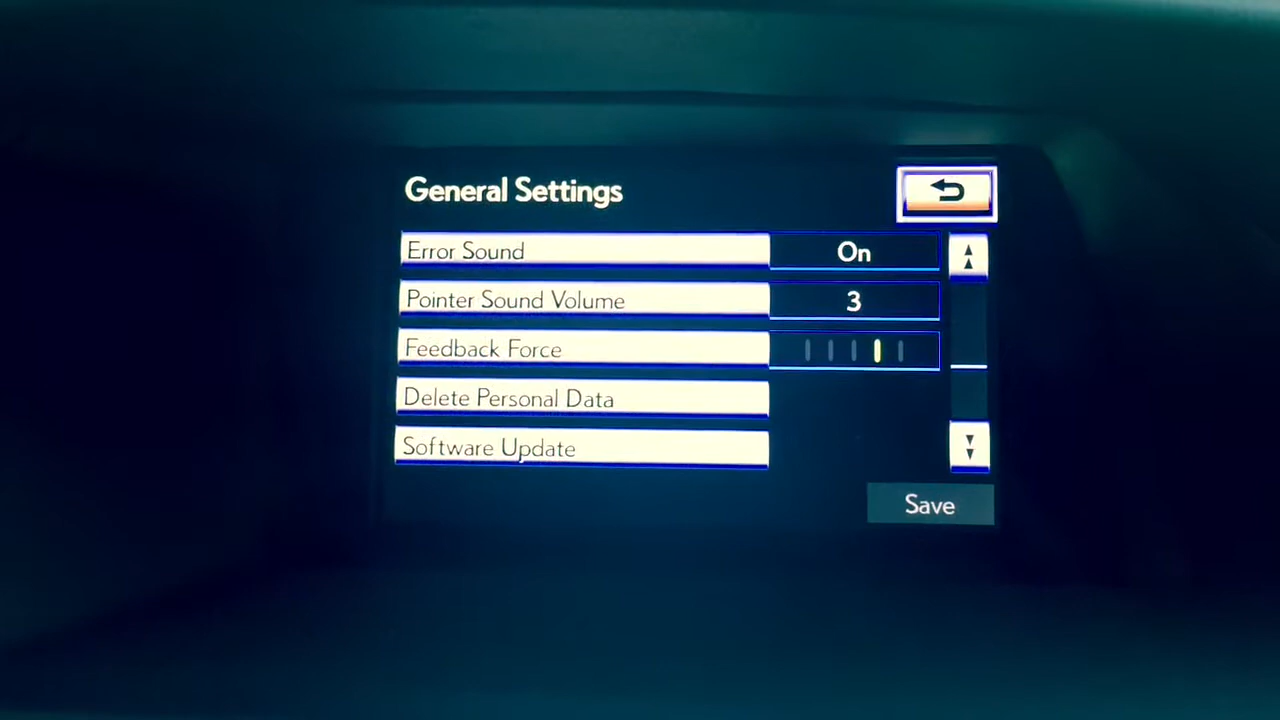 General Settings
Error Sound On
Pointer Sound Volume 3
Feedback Force
Delete Personal Data
Software Update
Save